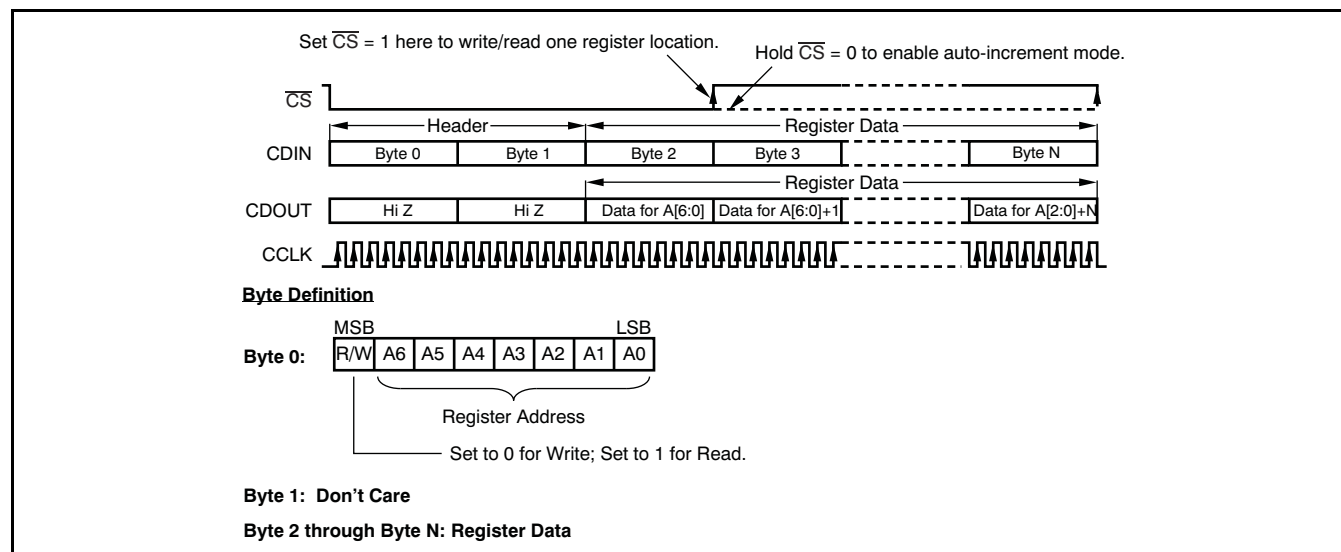 Set CS = 1 here to write/read one register location.
Hold CS = 0 to enable auto-increment mode.
CS
Header
Register Data
CDIN
Byte 0
Byte 1
Byte 2
Byte 3
Byte N
Register Data
CDOUT
Hi Z
Hi Z
Data for A[6:0]
Data for A[6:0]+1
Data for A[2:0]+N
CCLK
Byte Definition
MSB
LSB
Byte 0:
R/W
A6
A5
A4
A3
A2
A1
A0
Register Address
Set to 0 for Write; Set to 1 for Read.
Byte 1: Don’t Care
Byte 2 through Byte N: Register Data